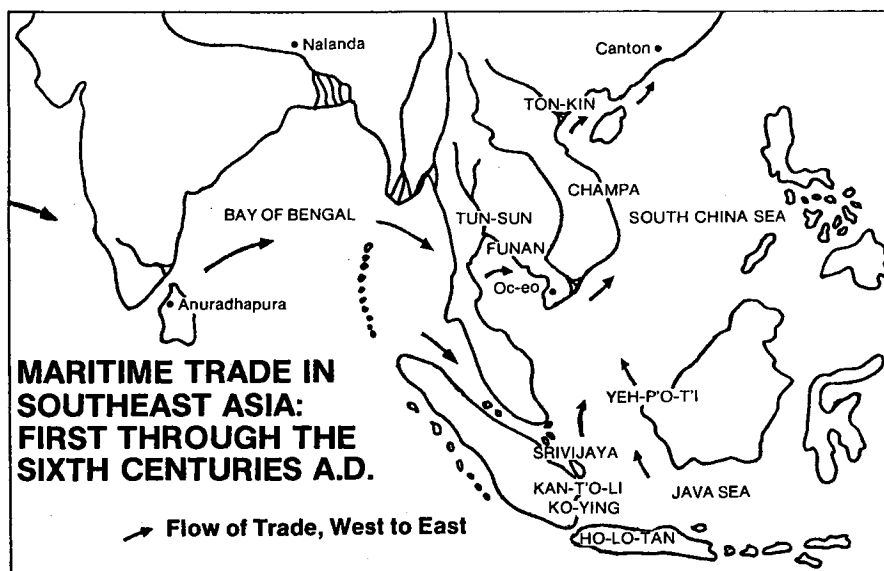 Nalanda
Canton
TON-KIN
CHAMPA
BAY OF BENGAL
TUN-SUN
SOUTH CHINA SEA
FUNAN
Oc-eo
Anuradhapura
MARITIME TRADE IN
SOUTHEAST ASIA:
FIRST THROUGH THE
SIXTH CENTURIES A.D.
YEH-P'O-T'I
SRIVIJAYA
KAN-T'O-LI
JAVA SEA
KO-YING
Flow of Trade, West to East
HO-LO-TAN